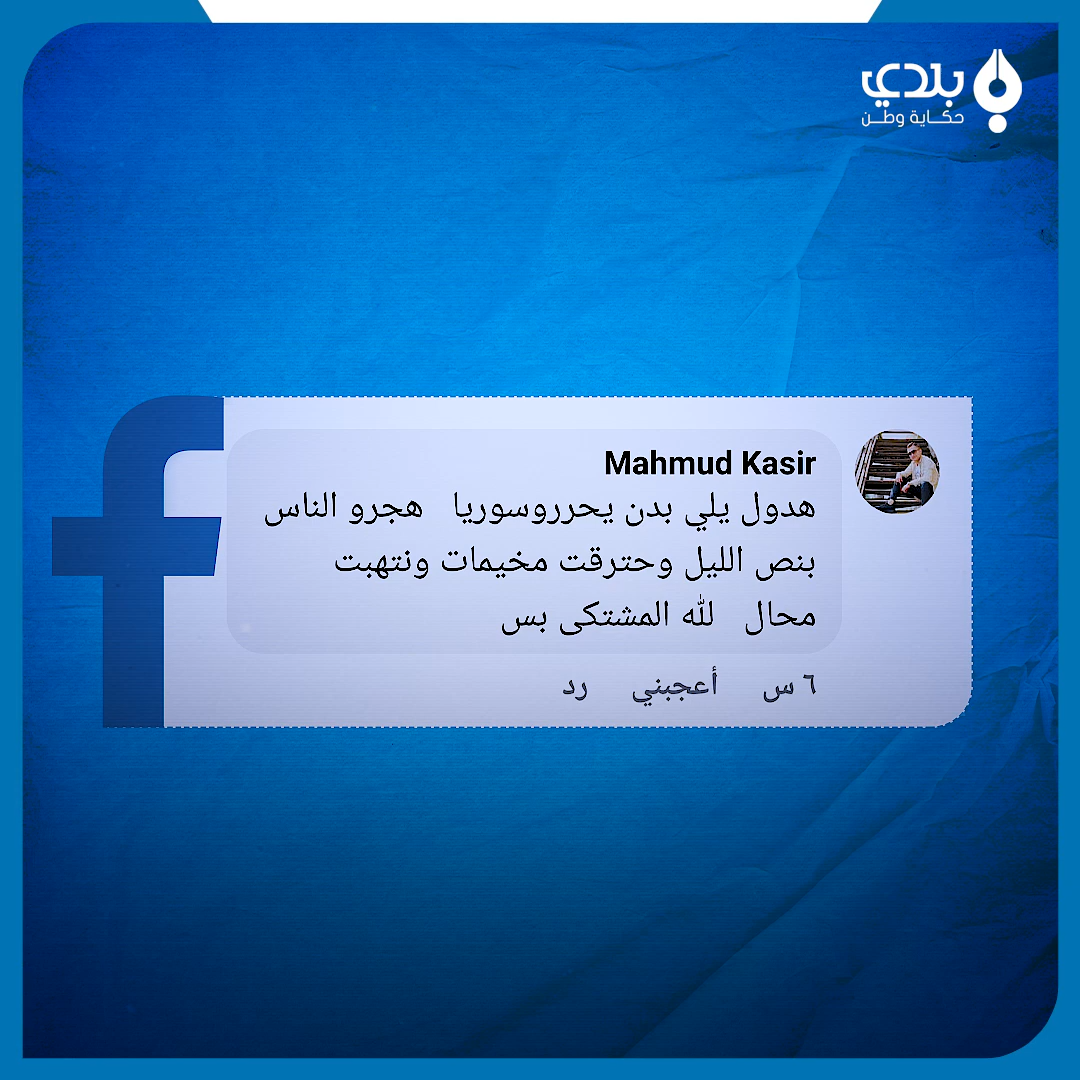 بلدي
حكاية وطن
Mahmud Kasir
هدول يلي بدن يحرروسوريا هجرو الناس
بنص الليل وحترقت مخيمات ونتهبت
محال لله المشتكى بس
٦ س أعجبني رد